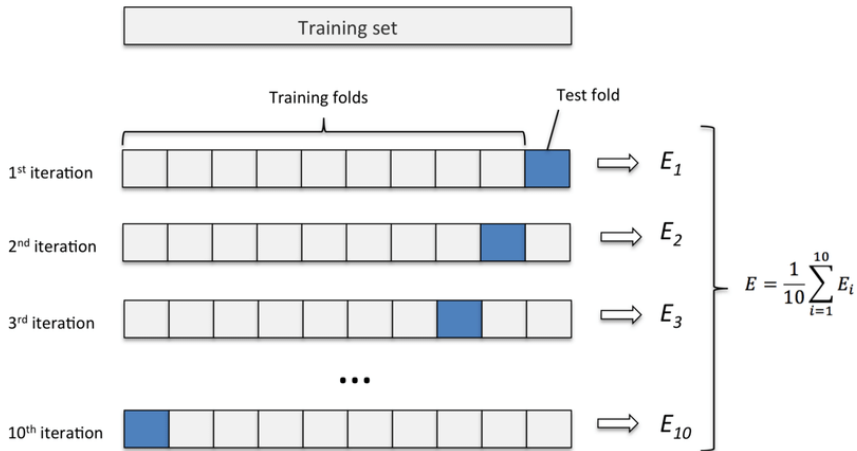 Training set
Training folds
Test fold
1st iteration
E1
2nd iteration
E2
E = 1/10 ∑ i=1 10 Ei
3rd iteration
E3
...
10th iteration
E10